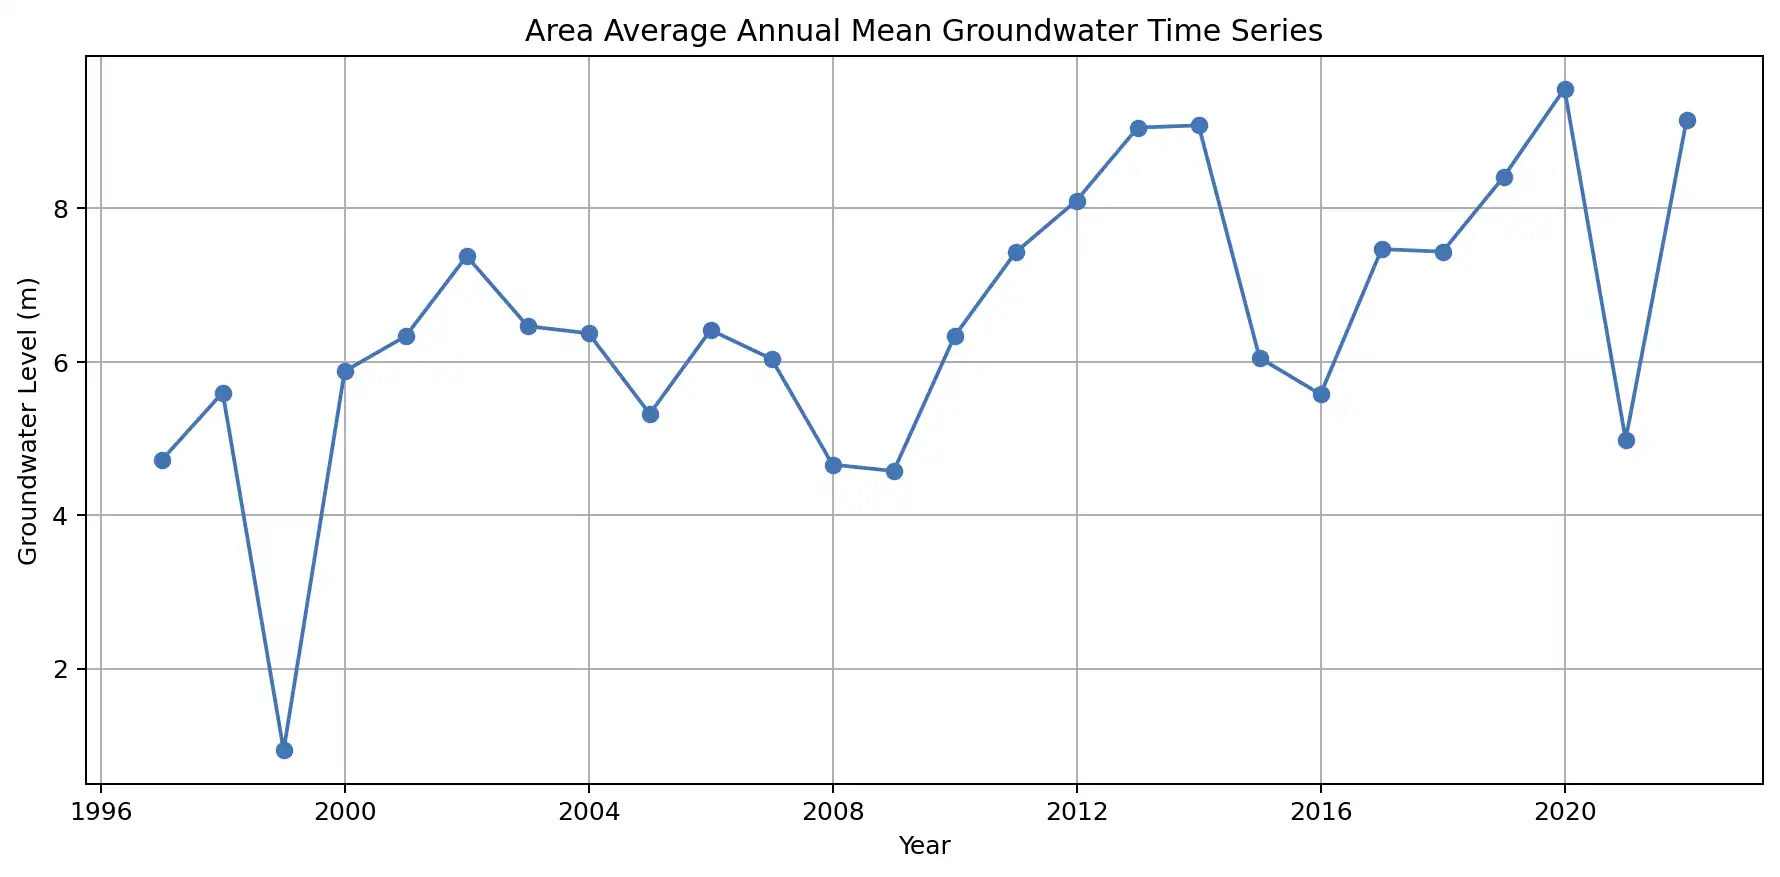 Area Average Annual Mean Groundwater Time Series
Groundwater Level (m)
8
6
4
2
1996 2000 2004 2008 2012 2016 2020
Year